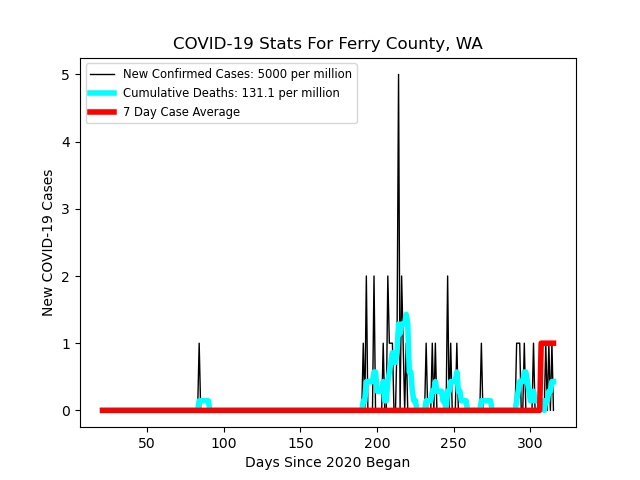 COVID-19 Stats For Ferry County, WA
New Confirmed Cases: 5000 per million
Cumulative Deaths: 131.1 per million
7 Day Case Average
New COVID-19 Cases
5
4
3
2
1
0
50 100 150 200 250 300
Days Since 2020 Began